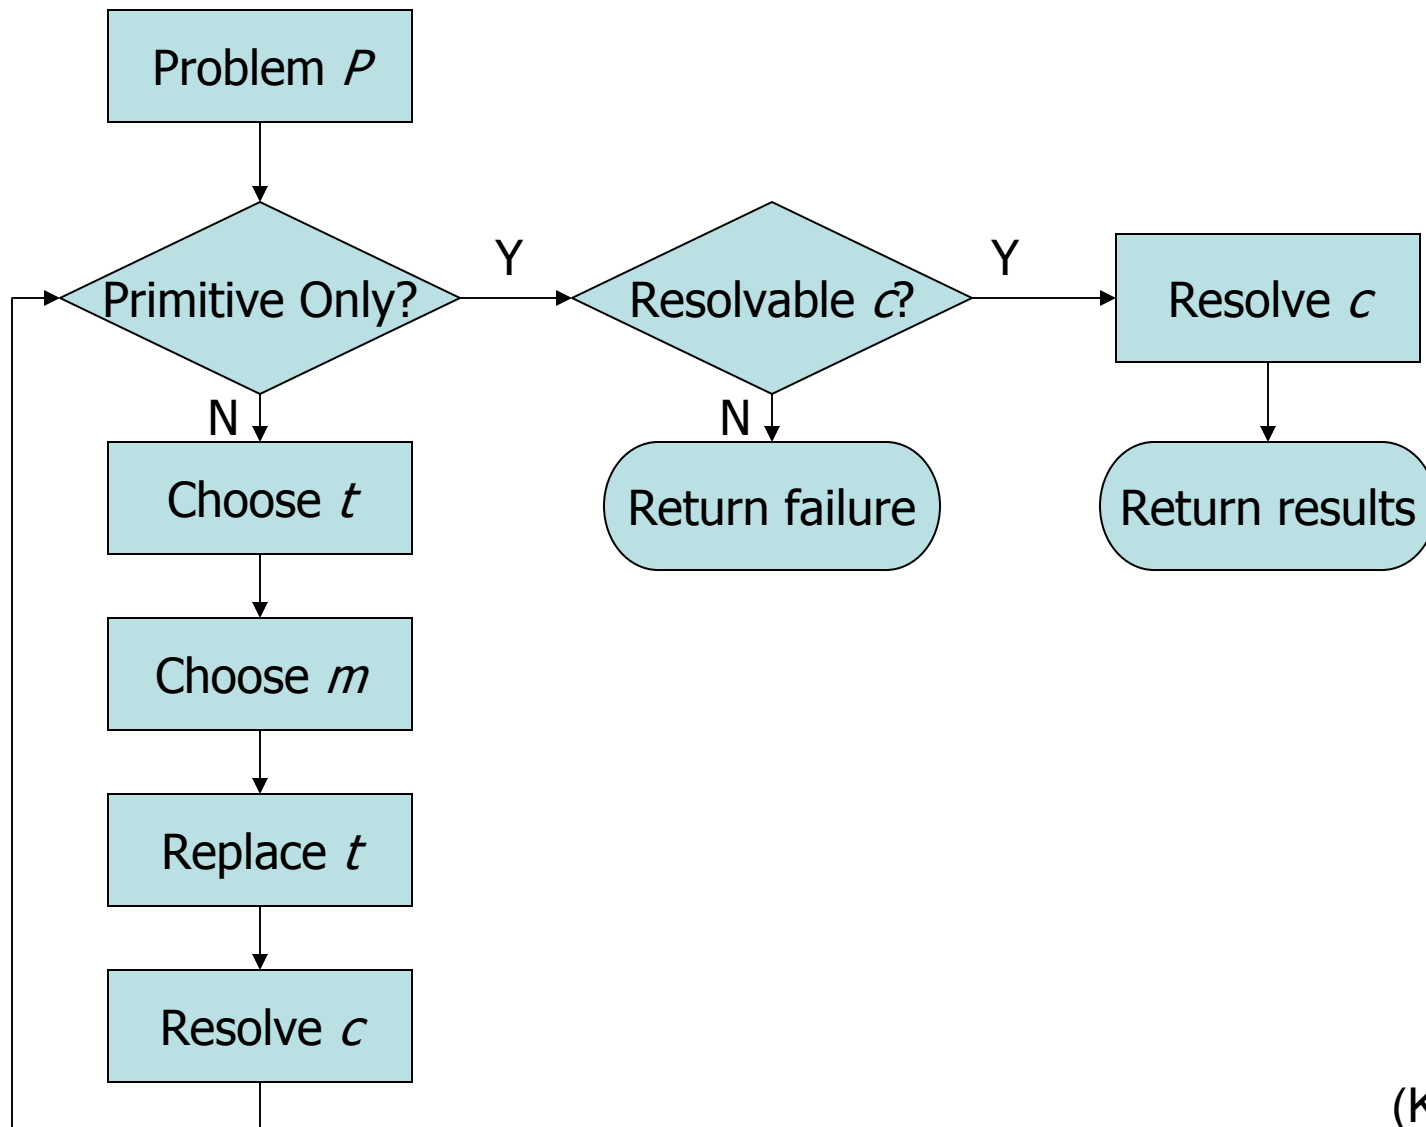 Problem P
Primitive Only?
Y
Resolvable c?
Y
Resolve c
N
N
Choose t
Return failure
Return results
Choose m
Replace t
Resolve c
(K